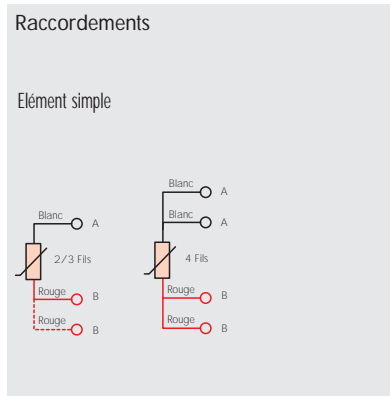 Raccordements
Elément simple
Blanc A
2/3 Fils
Rouge B
Rouge B
Blanc A
Blanc A
4 Fils
Rouge B
Rouge B